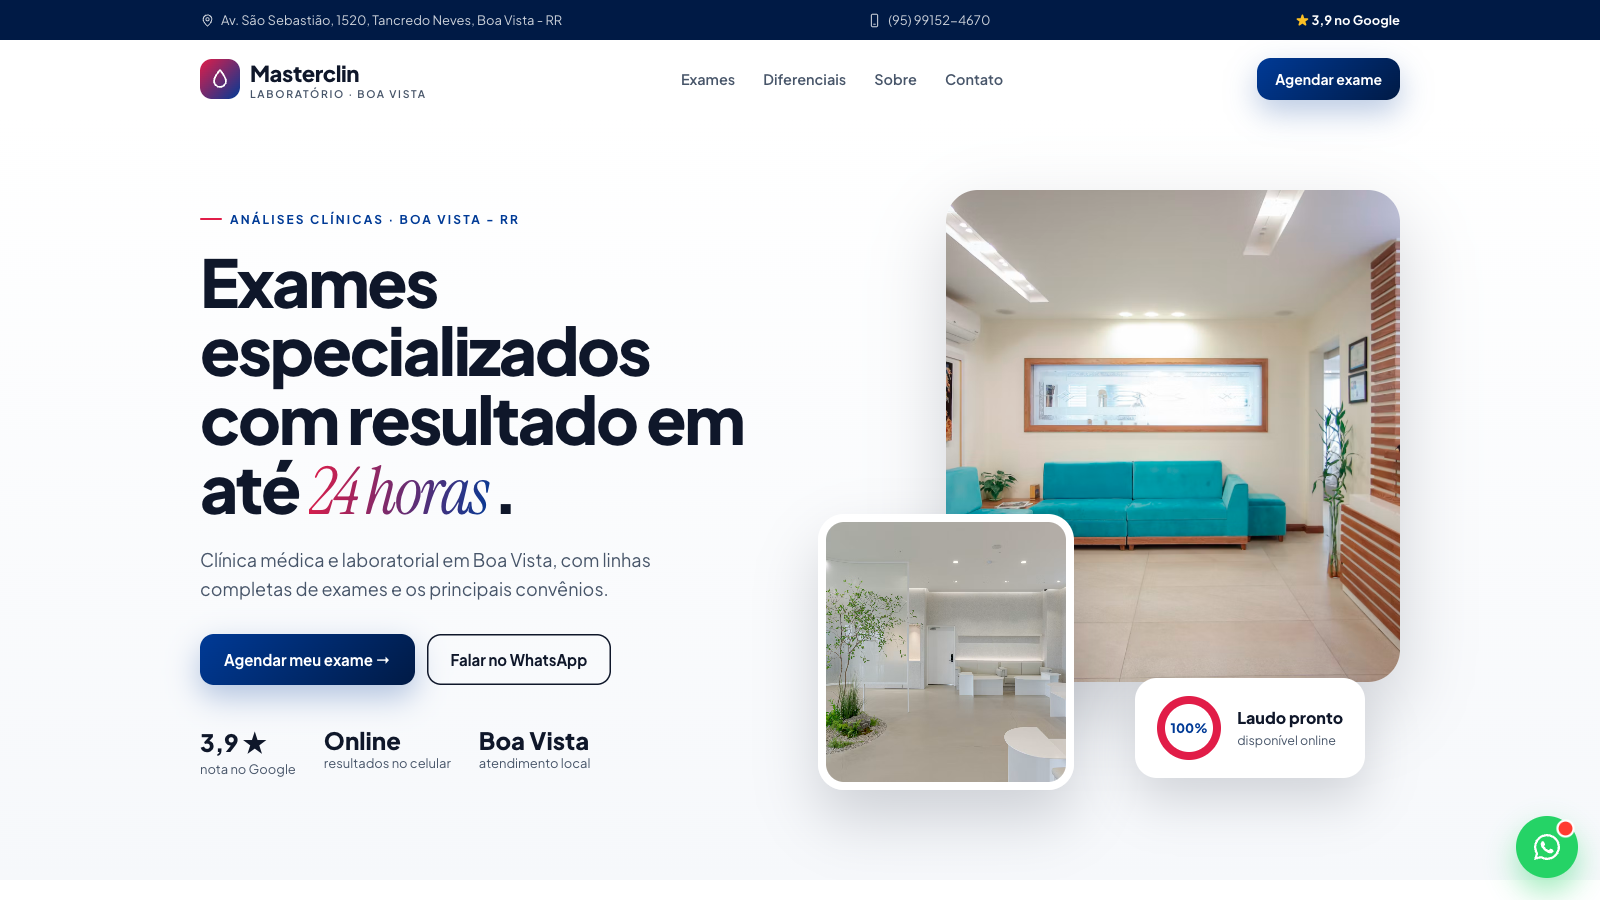 Av. São Sebastião, 1520, Tancredo Neves, Boa Vista - RR
(95) 99152-4670
★ 3,9 no Google
Masterclin
LABORATÓRIO · BOA VISTA
Exames
Diferenciais
Sobre
Contato
Agendar exame
ANÁLISES CLÍNICAS · BOA VISTA - RR
Exames
especializados
com resultado em
até 24 horas .
Clínica médica e laboratorial em Boa Vista, com linhas
completas de exames e os principais convênios.
Agendar meu exame →
Falar no WhatsApp
3,9 ★
nota no Google
Online
resultados no celular
Boa Vista
atendimento local
100%
Laudo pronto
disponível online